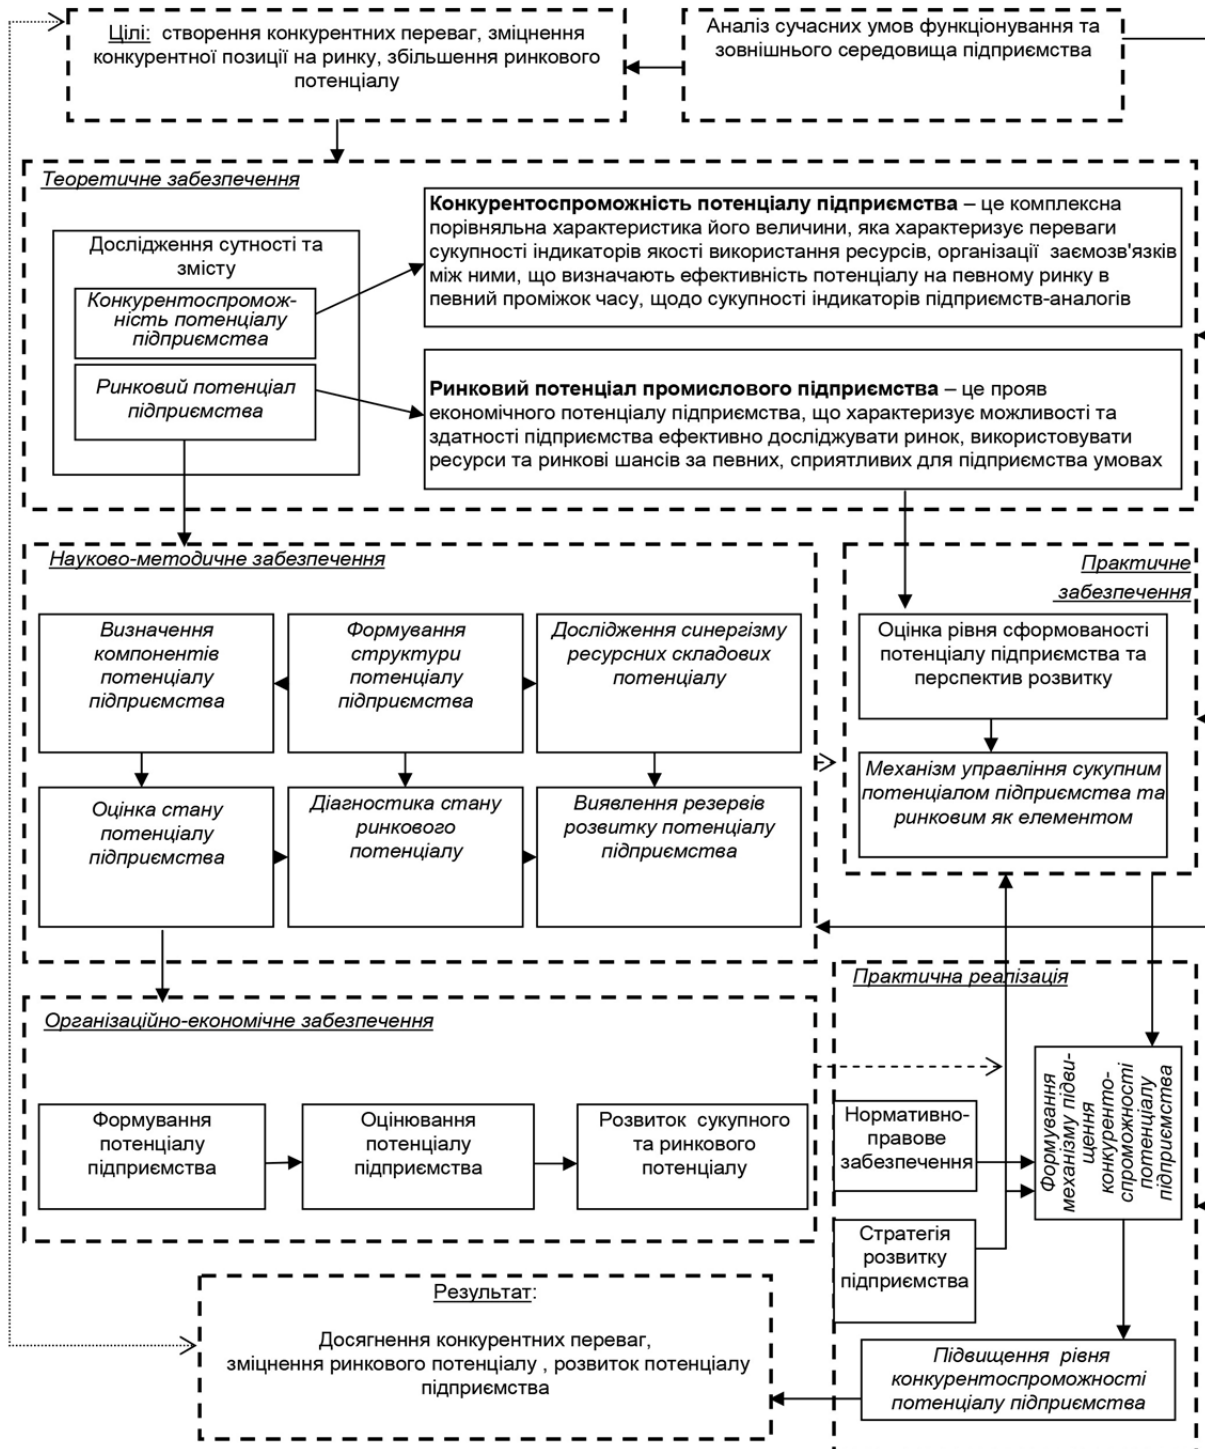 Цілі: створення конкурентних переваг, зміцнення
конкурентної позиції на ринку, збільшення ринкового
потенціалу
Аналіз сучасних умов функціонування та
зовнішнього середовища підприємства
Теоретичне забезпечення
Дослідження сутності та
змісту
Конкурентоспромож-
ність потенціалу
підприємства
Ринковий потенціал
підприємства
Конкурентоспроможність потенціалу підприємства – це комплексна
порівняльна характеристика його величини, яка характеризує переваги
сукупності індикаторів якості використання ресурсів, організації заємозв'язків
між ними, що визначають ефективність потенціалу на певному ринку в
певний проміжок часу, щодо сукупності індикаторів підприємств-аналогів
Ринковий потенціал промислового підприємства – це прояв
економічного потенціалу підприємства, що характеризує можливості та
здатності підприємства ефективно досліджувати ринок, використовувати
ресурси та ринкові шансів за певних, сприятливих для підприємства умовах
Науково-методичне забезпечення
Визначення
компонентів
потенціалу
підприємства
Формування
структури
потенціалу
підприємства
Дослідження синергізму
ресурсних складових
потенціалу
Оцінка стану
потенціалу
підприємства
Діагностика стану
ринкового
потенціалу
Виявлення резервів
розвитку потенціалу
підприємства
Практичне
забезпечення
Оцінка рівня сформованості
потенціалу підприємства та
перспектив розвитку
Механізм управління сукупним
потенціалом підприємства та
ринковим як елементом
Організаційно-економічне забезпечення
Формування
потенціалу
підприємства
Оцінювання
потенціалу
підприємства
Розвиток сукупного
та ринкового
потенціалу
Практична реалізація
Нормативно-
правове
забезпечення
Стратегія
розвитку
підприємства
Формування
механізму підви-
щення
конкуренто-
спроможності
потенціалу
підприємства
Підвищення рівня
конкурентоспроможності
потенціалу підприємства
Результат:
Досягнення конкурентних переваг,
зміцнення ринкового потенціалу , розвиток потенціалу
підприємства